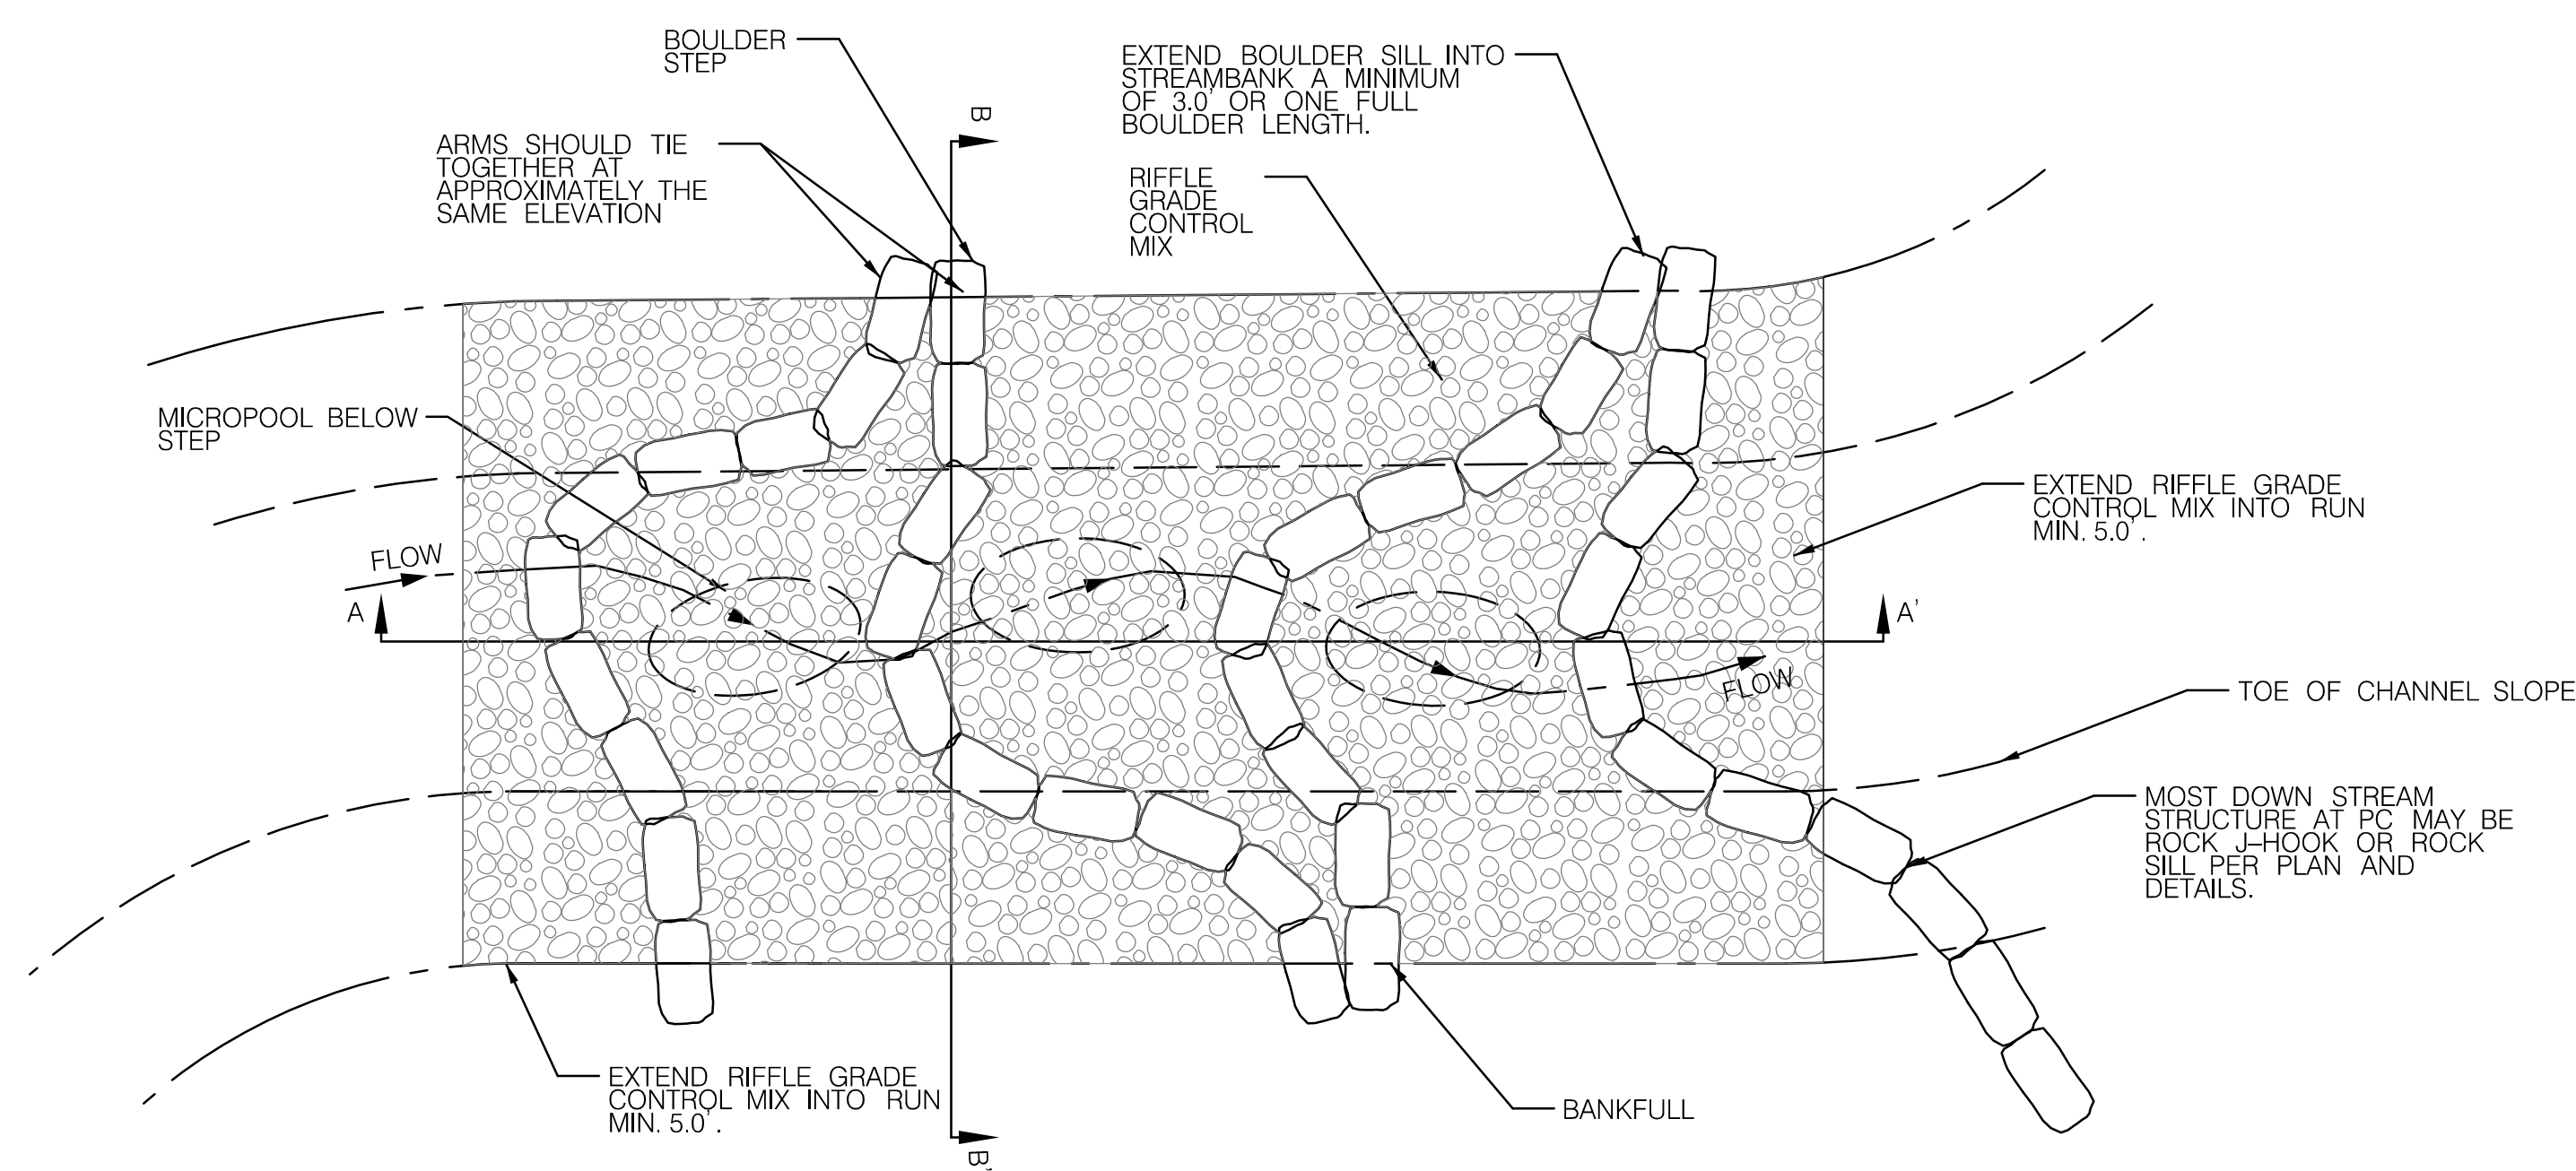 BOULDER
STEP
EXTEND BOULDER SILL INTO
STREAMBANK A MINIMUM
OF 3.0' OR ONE FULL
BOULDER LENGTH.
B
ARMS SHOULD TIE
TOGETHER AT
APPROXIMATELY THE
SAME ELEVATION
RIFFLE
GRADE
CONTROL
MIX
MICROPOOL BELOW
STEP
EXTEND RIFFLE GRADE
CONTROL MIX INTO RUN
MIN. 5.0'.
FLOW
A
A'
FLOW
TOE OF CHANNEL SLOPE
MOST DOWN STREAM
STRUCTURE AT PC MAY BE
ROCK J-HOOK OR ROCK
SILL PER PLAN AND
DETAILS.
EXTEND RIFFLE GRADE
CONTROL MIX INTO RUN
MIN. 5.0'.
BANKFULL
B'